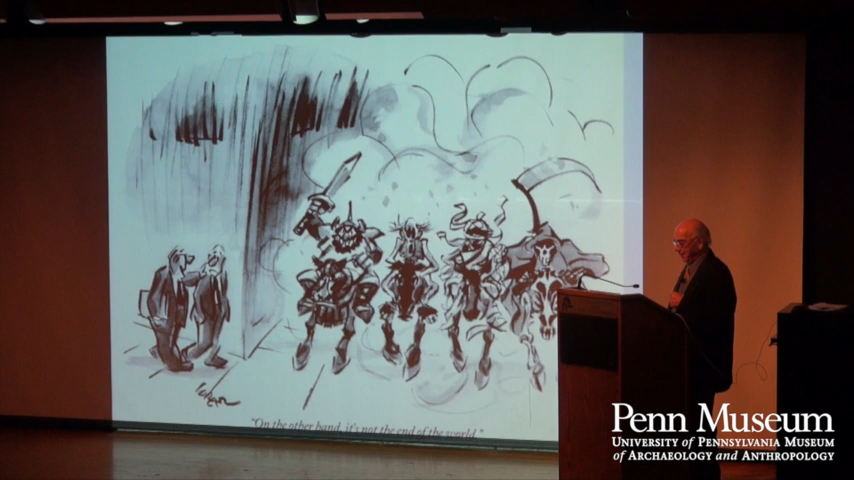 Lehan
"On the other hand, it's not the end of the world."
Penn Museum
University of Pennsylvania Museum
of Archaeology and Anthropology